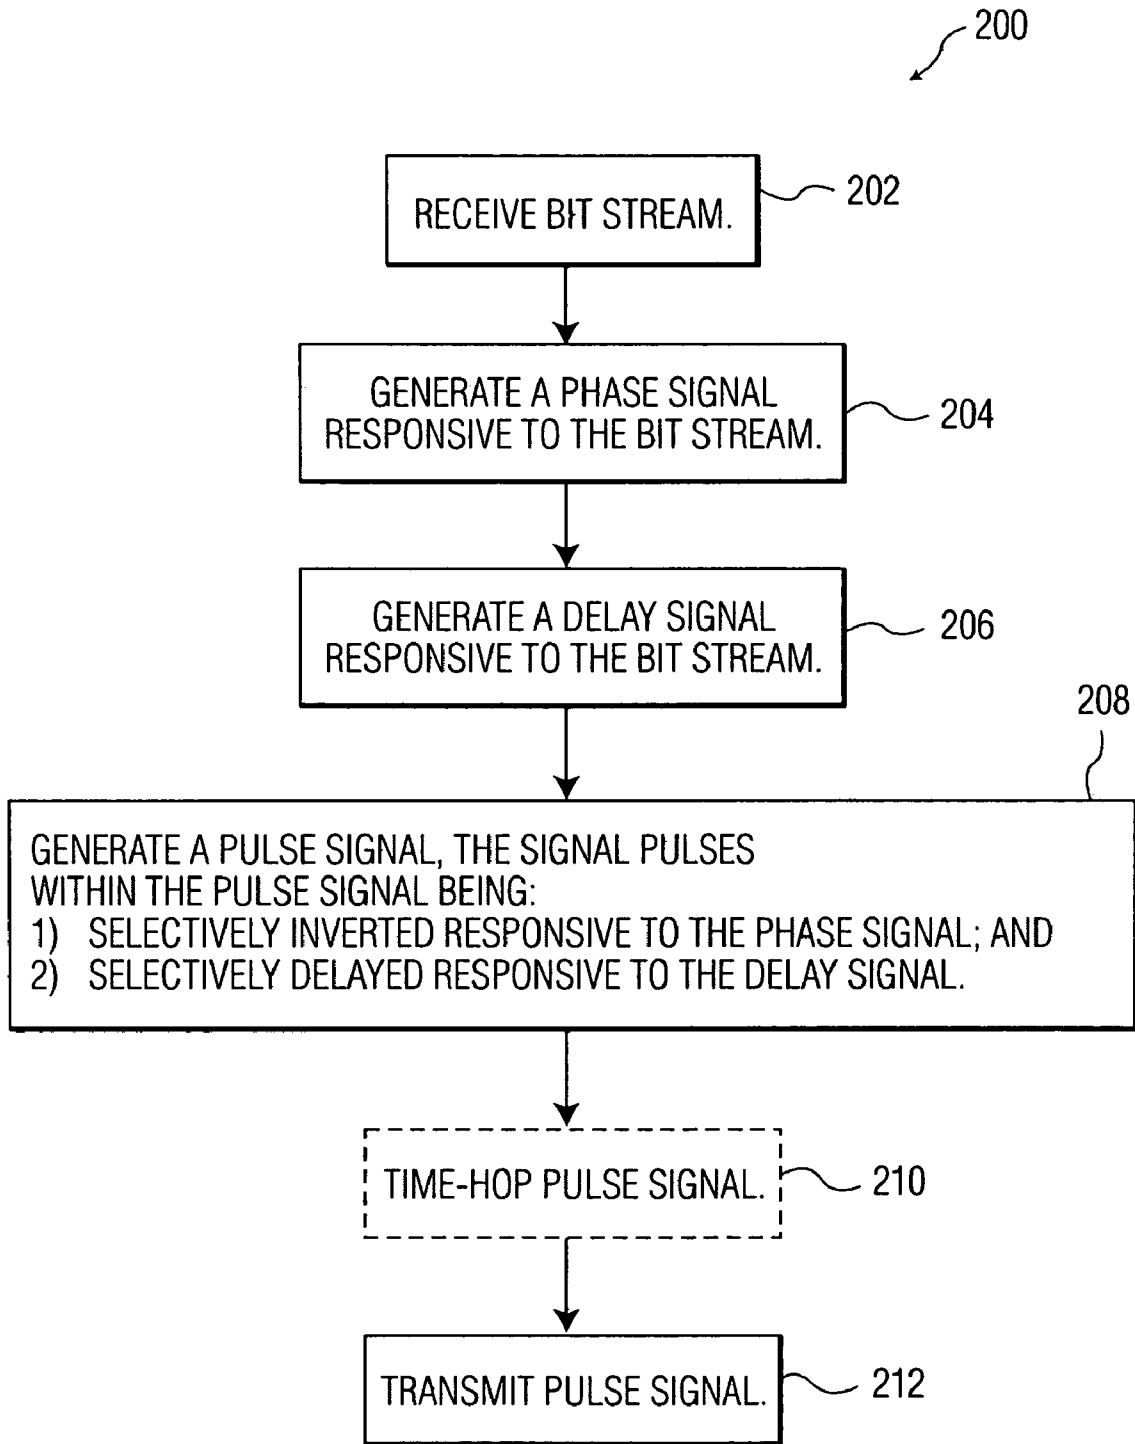 200
RECEIVE BIT STREAM.
202
GENERATE A PHASE SIGNAL
RESPONSIVE TO THE BIT STREAM.
204
GENERATE A DELAY SIGNAL
RESPONSIVE TO THE BIT STREAM.
206
208
GENERATE A PULSE SIGNAL, THE SIGNAL PULSES
WITHIN THE PULSE SIGNAL BEING:
1) SELECTIVELY INVERTED RESPONSIVE TO THE PHASE SIGNAL; AND
2) SELECTIVELY DELAYED RESPONSIVE TO THE DELAY SIGNAL.
TIME-HOP PULSE SIGNAL.
210
TRANSMIT PULSE SIGNAL.
212